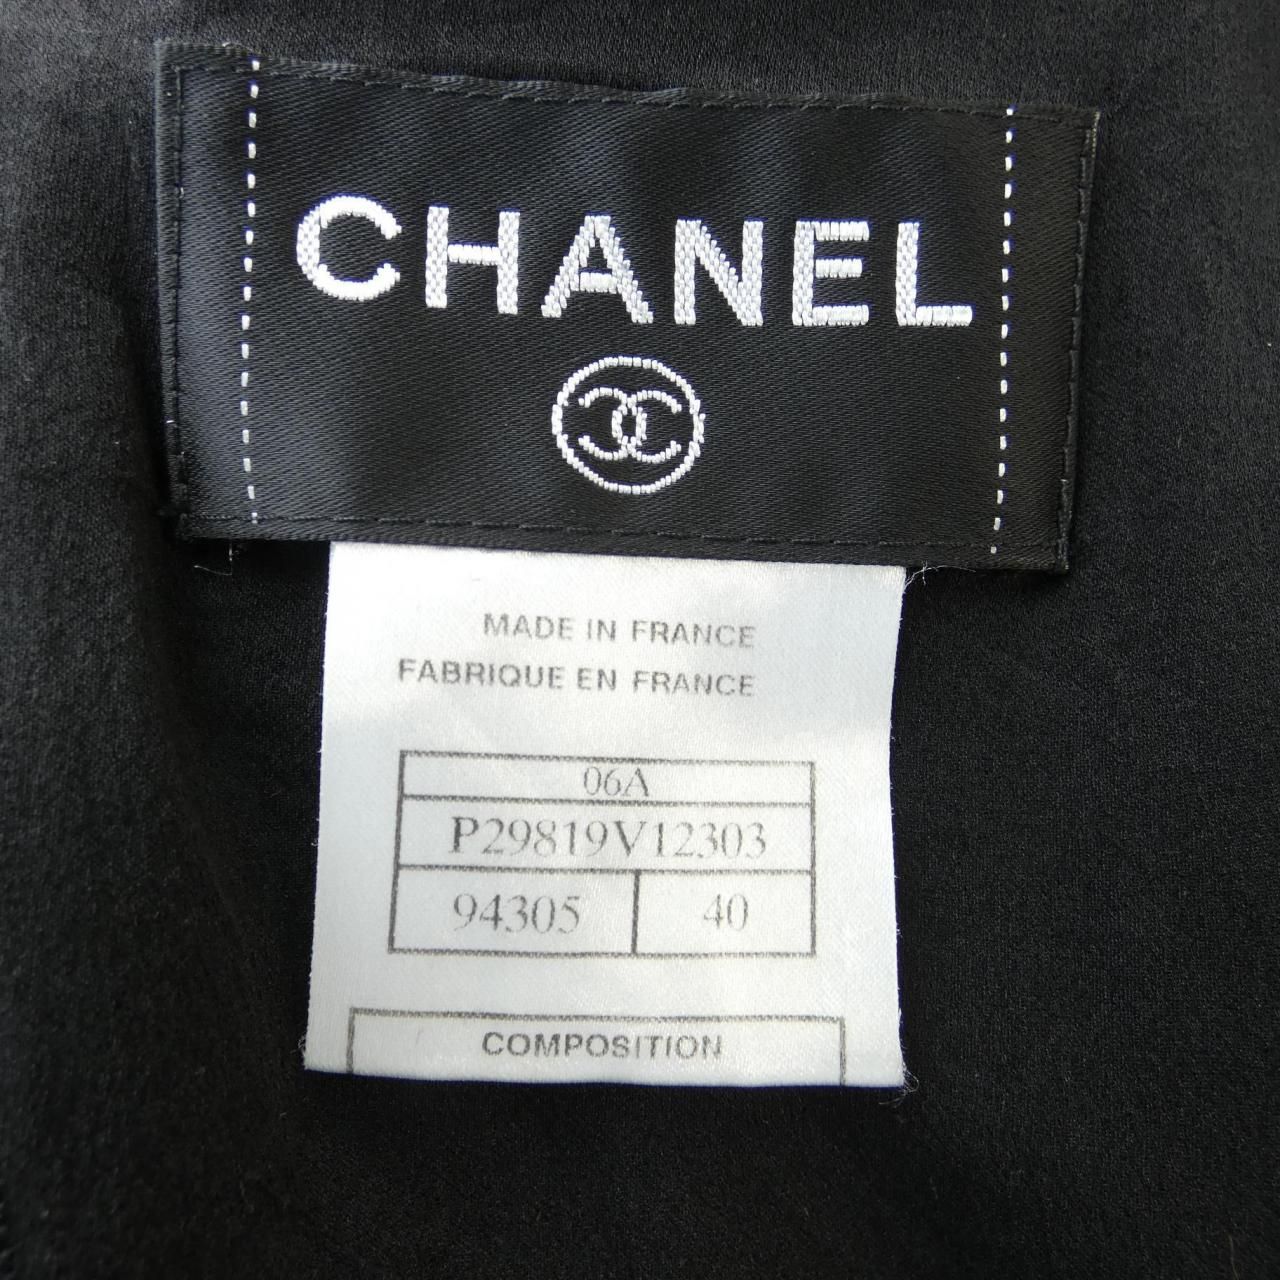 CHANEL
MADE IN FRANCE
FABRIQUE EN FRANCE
06A
P29819V12303
94305 40
COMPOSITION